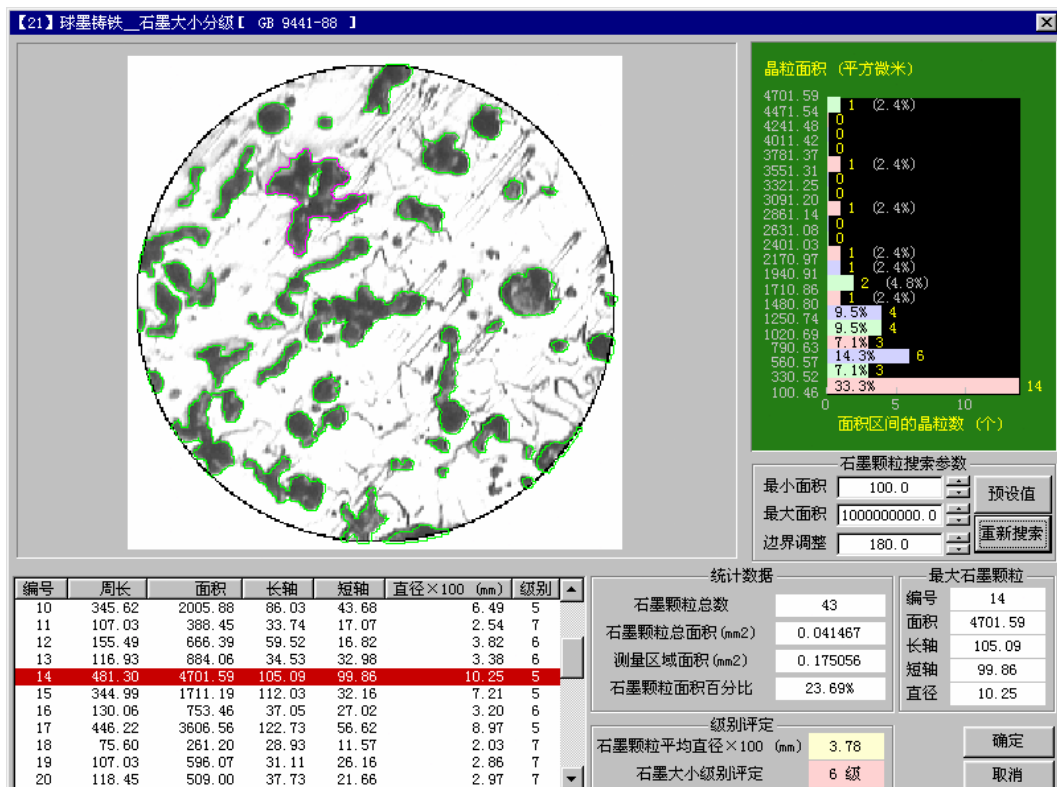 【21】球墨铸铁__石墨大小分级〖 GB 9441-88 〗
晶粒面积 (平方微米)
4701.59
4471.54
4241.48
4011.42
3781.37
3551.31
3321.25
3091.20
2861.14
2631.08
2401.03
2170.97
1940.91
1710.86
1480.80
1250.74
1020.69
790.63
560.57
330.52
100.46
1 (2.4%)
0
0
0
1 (2.4%)
0
0
1 (2.4%)
0
0
1 (2.4%)
1 (2.4%)
2 (4.8%)
1 (2.4%)
9.5% 4
9.5% 4
7.1% 3
14.3% 6
7.1% 3
33.3% 14
0 5 10
面积区间的晶粒数 (个)
石墨颗粒搜索参数
最小面积 100.0
最大面积 1000000000.0
边界调整 180.0
预设值
重新搜索
编号 周长 面积 长轴 短轴 直径×100 (mm) 级别
10 345.62 2005.88 86.03 43.68 6.49 5
11 107.03 388.45 33.74 17.07 2.54 7
12 155.49 666.39 59.52 16.82 3.82 6
13 116.93 884.06 34.53 32.98 3.38 6
14 481.30 4701.59 105.09 99.86 10.25 5
15 344.99 1711.19 112.03 32.16 7.21 5
16 130.06 753.46 37.05 27.02 3.20 6
17 446.22 3606.56 122.73 56.62 8.97 5
18 75.60 261.20 28.93 11.57 2.03 7
19 107.03 596.07 31.11 26.16 2.86 7
20 118.45 509.00 37.73 21.66 2.97 7
统计数据
石墨颗粒总数 43
石墨颗粒总面积(mm2) 0.041467
测量区域面积(mm2) 0.175056
石墨颗粒面积百分比 23.69%
级别评定
石墨颗粒平均直径×100 (mm) 3.78
石墨大小级别评定 6 级
最大石墨颗粒
编号 14
面积 4701.59
长轴 105.09
短轴 99.86
直径 10.25
确定
取消